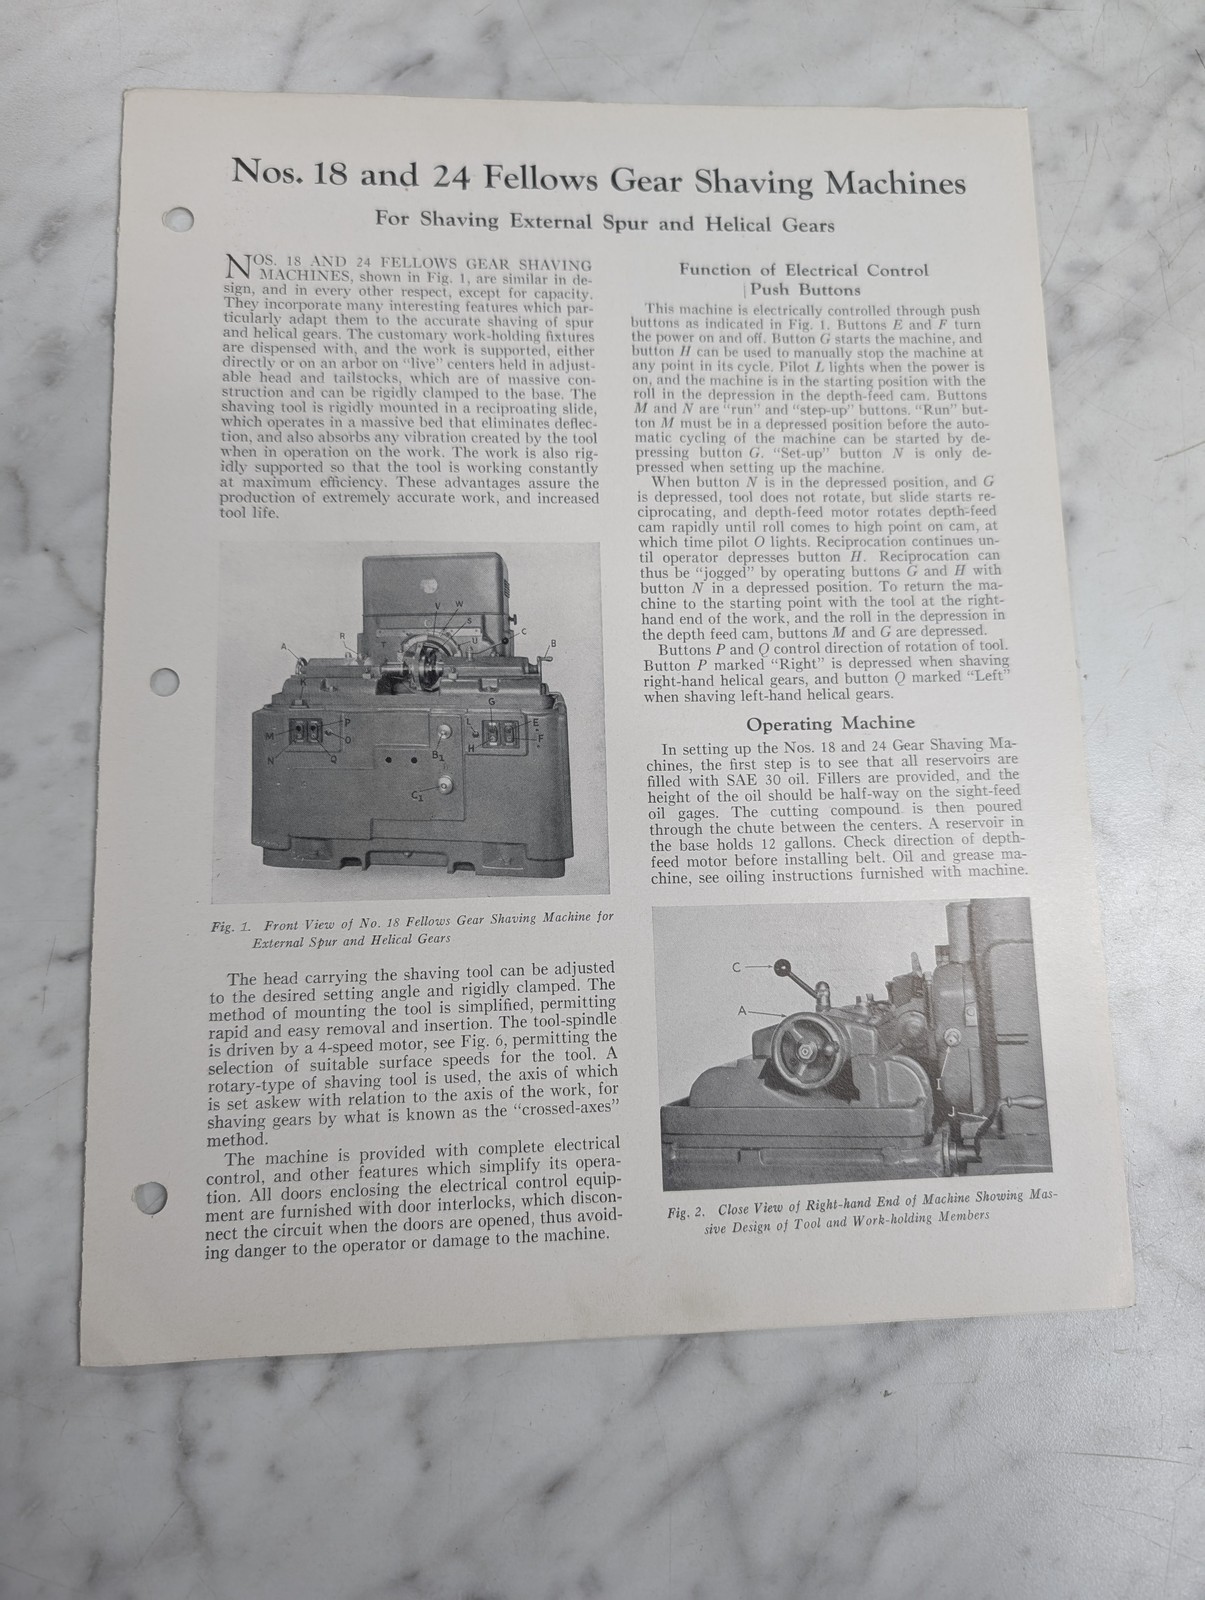 Nos. 18 and 24 Fellows Gear Shaving Machines
For Shaving External Spur and Helical Gears
NOS. 18 AND 24 FELLOWS GEAR SHAVING
MACHINES, shown in Fig. 1, are similar in de-
sign, and in every other respect, except for capacity.
They incorporate many interesting features which par-
ticularly adapt them to the accurate shaving of spur
and helical gears. The customary work-holding fixtures
are dispensed with, and the work is supported, either
directly or on an arbor on "live" centers held in adjust-
able head and tailstocks, which are of massive con-
struction and can be rigidly clamped to the base. The
shaving tool is rigidly mounted in a reciproating slide,
which operates in a massive bed that eliminates deflec-
tion, and also absorbs any vibration created by the tool
when in operation on the work. The work is also rig-
idly supported so that the tool is working constantly
at maximum efficiency. These advantages assure the
production of extremely accurate work, and increased
tool life.
V W
S
R
T
U
C
A
B
K
G
M
P
L
E
O
F
N
Q
B1
H
C1
Fig. 1. Front View of No. 18 Fellows Gear Shaving Machine for
External Spur and Helical Gears
The head carrying the shaving tool can be adjusted
to the desired setting angle and rigidly clamped. The
method of mounting the tool is simplified, permitting
rapid and easy removal and insertion. The tool-spindle
is driven by a 4-speed motor, see Fig. 6, permitting the
selection of suitable surface speeds for the tool. A
rotary-type of shaving tool is used, the axis of which
is set askew with relation to the axis of the work, for
shaving gears by what is known as the "crossed-axes"
method.
The machine is provided with complete electrical
control, and other features which simplify its opera-
tion. All doors enclosing the electrical control equip-
ment are furnished with door interlocks, which discon-
nect the circuit when the doors are opened, thus avoid-
ing danger to the operator or damage to the machine.
Function of Electrical Control
Push Buttons
This machine is electrically controlled through push
buttons as indicated in Fig. 1. Buttons E and F turn
the power on and off. Button G starts the machine, and
button H can be used to manually stop the machine at
any point in its cycle. Pilot L lights when the power is
on, and the machine is in the starting position with the
roll in the depression in the depth-feed cam. Buttons
M and N are "run" and "step-up" buttons. "Run" but-
ton M must be in a depressed position before the auto-
matic cycling of the machine can be started by de-
pressing button G. "Set-up" button N is only de-
pressed when setting up the machine.
When button N is in the depressed position, and G
is depressed, tool does not rotate, but slide starts re-
ciprocating, and depth-feed motor rotates depth-feed
cam rapidly until roll comes to high point on cam, at
which time pilot O lights. Reciprocation continues un-
til operator depresses button H. Reciprocation can
thus be "jogged" by operating buttons G and H with
button N in a depressed position. To return the ma-
chine to the starting point with the tool at the right-
hand end of the work, and the roll in the depression in
the depth feed cam, buttons M and G are depressed.
Buttons P and Q control direction of rotation of tool.
Button P marked "Right" is depressed when shaving
right-hand helical gears, and button Q marked "Left"
when shaving left-hand helical gears.
Operating Machine
In setting up the Nos. 18 and 24 Gear Shaving Ma-
chines, the first step is to see that all reservoirs are
filled with SAE 30 oil. Fillers are provided, and the
height of the oil should be half-way on the sight-feed
oil gages. The cutting compound is then poured
through the chute between the centers. A reservoir in
the base holds 12 gallons. Check direction of depth-
feed motor before installing belt. Oil and grease ma-
chine, see oiling instructions furnished with machine.
C
A
I
J
Fig. 2. Close View of Right-hand End of Machine Showing Mas-
sive Design of Tool and Work-holding Members